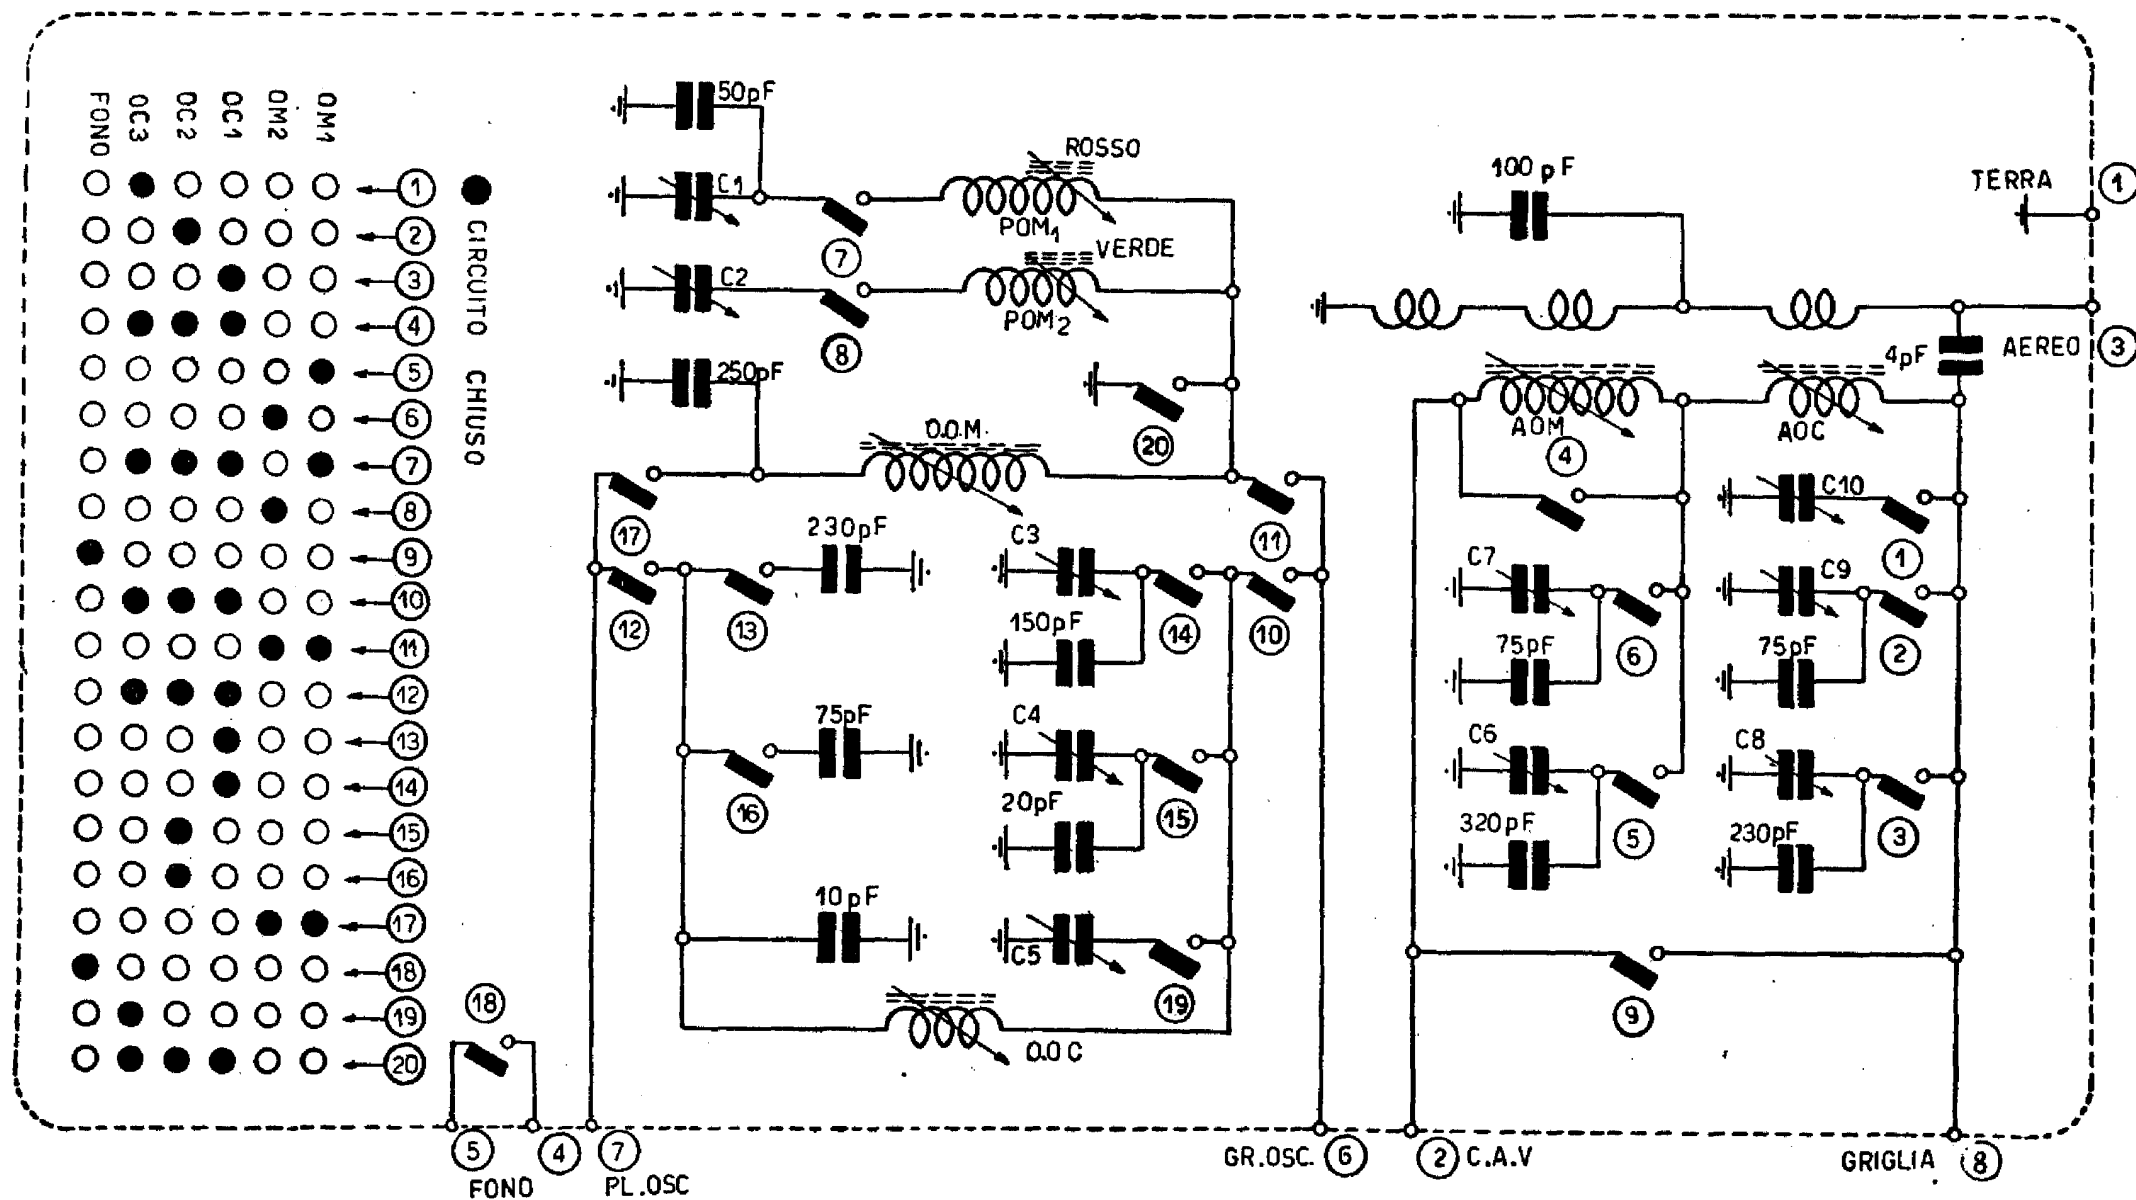 FONO OC3 OC2 OC1 OM2 OM1
1
2
3
4
5
6
7
8
9
10
11
12
13
14
15
16
17
18
19
20
CIRCUITO CHIUSO
50pF
C1
7
ROSSO
POM1
C2
8
VERDE
POM2
250pF
20
O.O.M.
17
11
12
13
230pF
C3
150pF
14
10
16
75pF
C4
20pF
15
10pF
C5
19
O.O C
18
5
4
FONO
7
PL.OSC
GR.OSC. 6
100 pF
TERRA
1
AEREO 3
4pF
AOM
4
AOC
C10
1
C7
75pF
6
C9
75pF
2
C6
320pF
5
C8
230pF
3
9
2 C.A.V
GRIGLIA 8